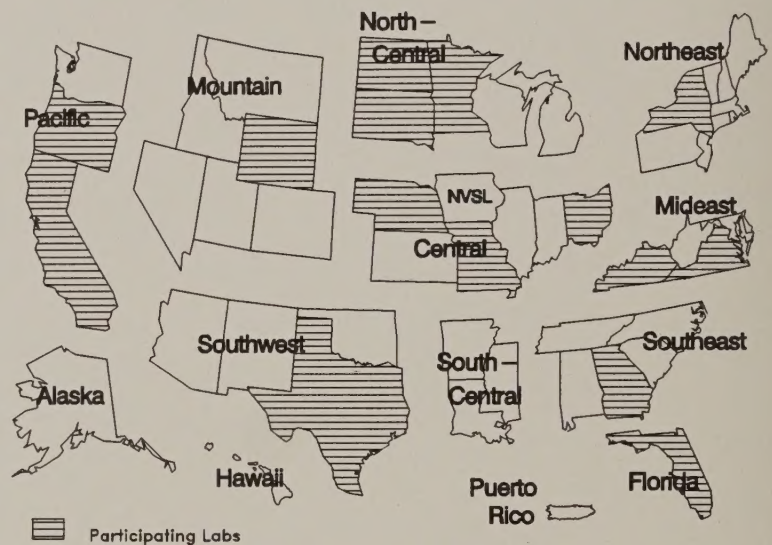 North –
Central
Northeast
Mountain
Pacific
NVSL
Central
Mideast
Southwest
South –
Central
Southeast
Alaska
Hawaii
Puerto
Rico
Florida
Participating Labs